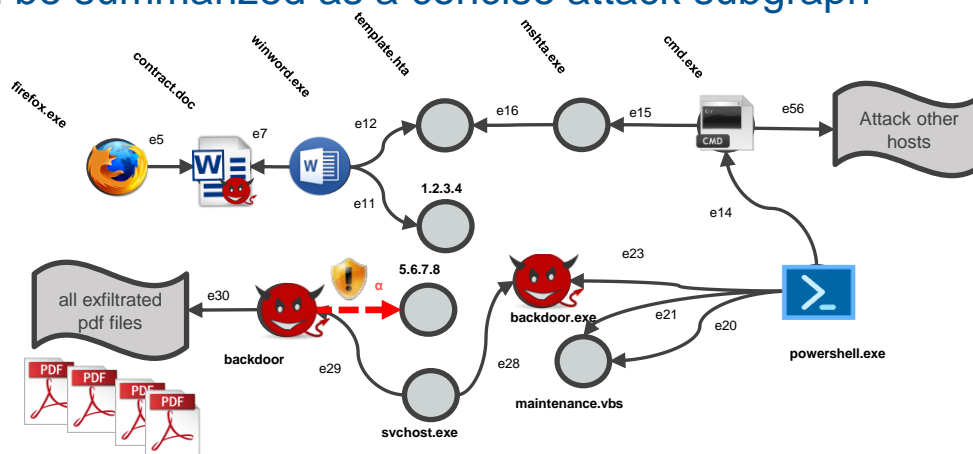 be summarized as a concise attack subgraph
firefox.exe
contract.doc
winword.exe
template.hta
mshta.exe
cmd.exe
e5
e7
e12
e16
e15
e56
Attack other
hosts
W
W
C:\
CMD
e11
1.2.3.4
e14
all exfiltrated
pdf files
e30
α
5.6.7.8
e23
backdoor.exe
e21
e20
backdoor
e29
e28
powershell.exe
maintenance.vbs
svchost.exe
PDF
PDF
PDF
PDF